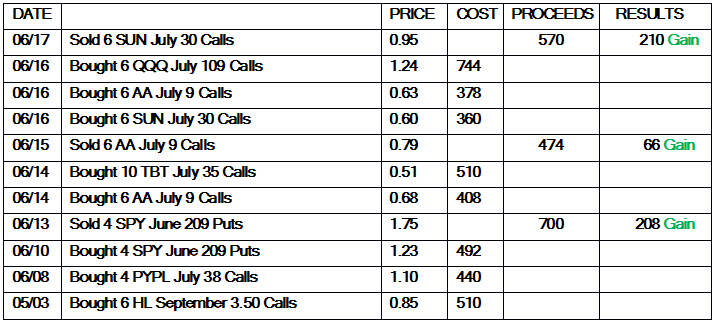 DATE PRICE COST PROCEEDS RESULTS
06/17 Sold 6 SUN July 30 Calls 0.95 570 210 Gain
06/16 Bought 6 QQQ July 109 Calls 1.24 744
06/16 Bought 6 AA July 9 Calls 0.63 378
06/16 Bought 6 SUN July 30 Calls 0.60 360
06/15 Sold 6 AA July 9 Calls 0.79 474 66 Gain
06/14 Bought 10 TBT July 35 Calls 0.51 510
06/14 Bought 6 AA July 9 Calls 0.68 408
06/13 Sold 4 SPY June 209 Puts 1.75 700 208 Gain
06/10 Bought 4 SPY June 209 Puts 1.23 492
06/08 Bought 4 PYPL July 38 Calls 1.10 440
05/03 Bought 6 HL September 3.50 Calls 0.85 510